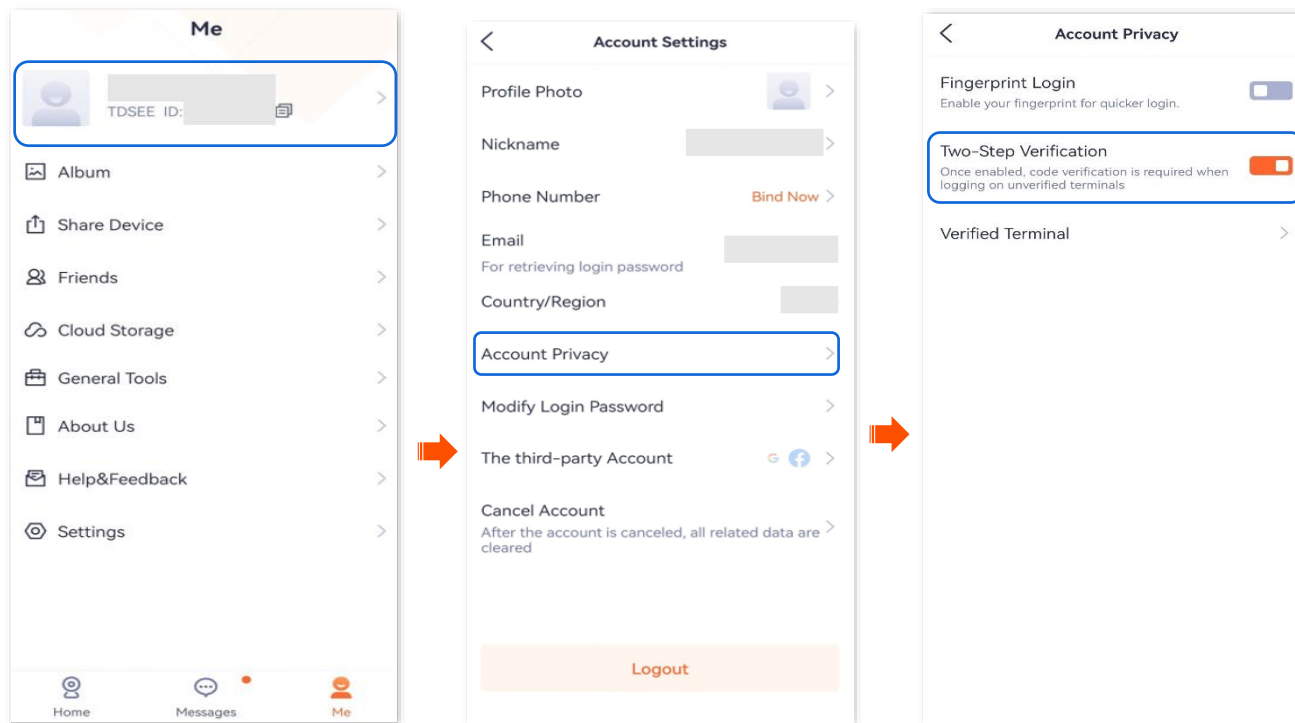 Me
TDSEE ID:
Album
Share Device
Friends
Cloud Storage
General Tools
About Us
Help&Feedback
Settings
Home
Messages
Me
Account Settings
Profile Photo
Nickname
Phone Number
Bind Now
Email
For retrieving login password
Country/Region
Account Privacy
Modify Login Password
The third-party Account
G f
Cancel Account
After the account is canceled, all related data are
cleared
Logout
Account Privacy
Fingerprint Login
Enable your fingerprint for quicker login.
Two-Step Verification
Once enabled, code verification is required when
logging on unverified terminals
Verified Terminal